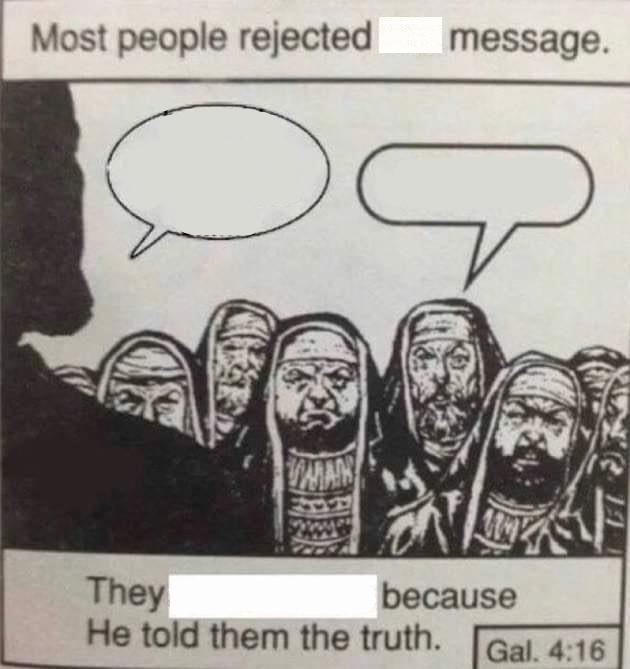 Most people rejected message.
They because
He told them the truth.
Gal. 4:16